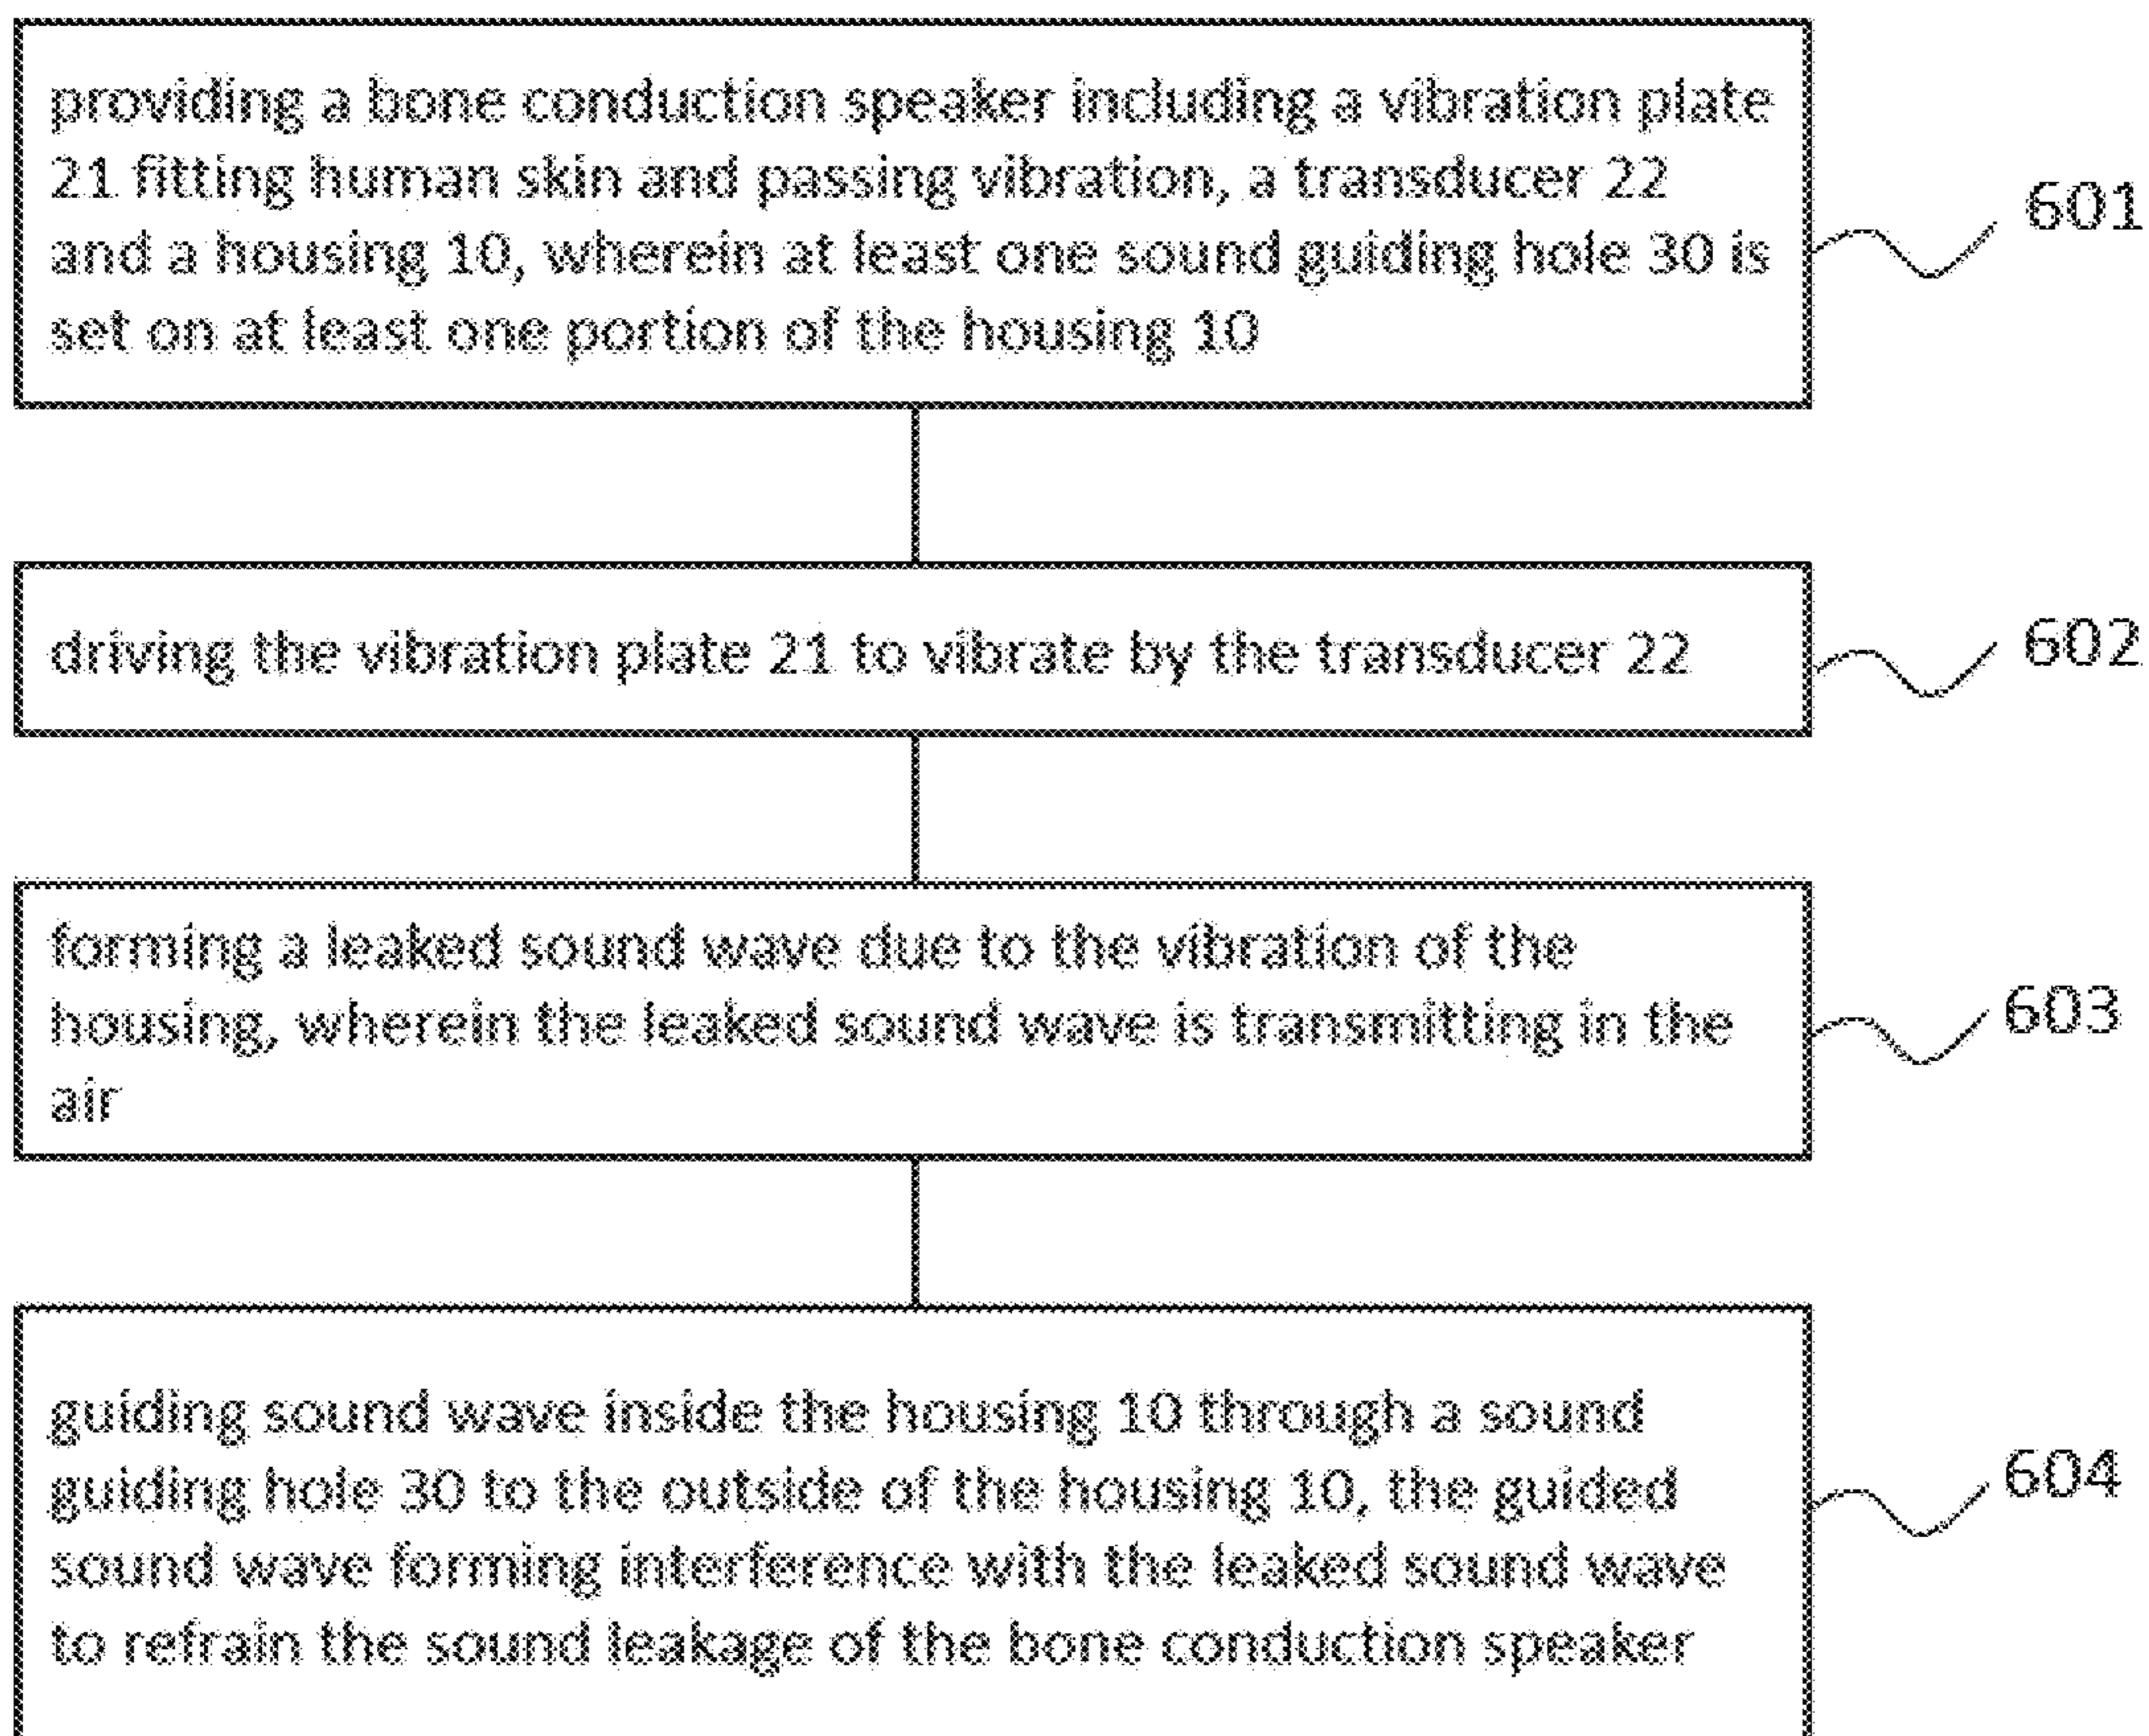 providing a bone conduction speaker including a vibration plate
21 fitting human skin and passing vibration, a transducer 22
and a housing 10, wherein at least one sound guiding hole 30 is
set on at least one portion of the housing 10
601
driving the vibration plate 21 to vibrate by the transducer 22
602
forming a leaked sound wave due to the vibration of the
housing, wherein the leaked sound wave is transmitting in the
air
603
guiding sound wave inside the housing 10 through a sound
guiding hole 30 to the outside of the housing 10, the guided
sound wave forming interference with the leaked sound wave
to refrain the sound leakage of the bone conduction speaker
604